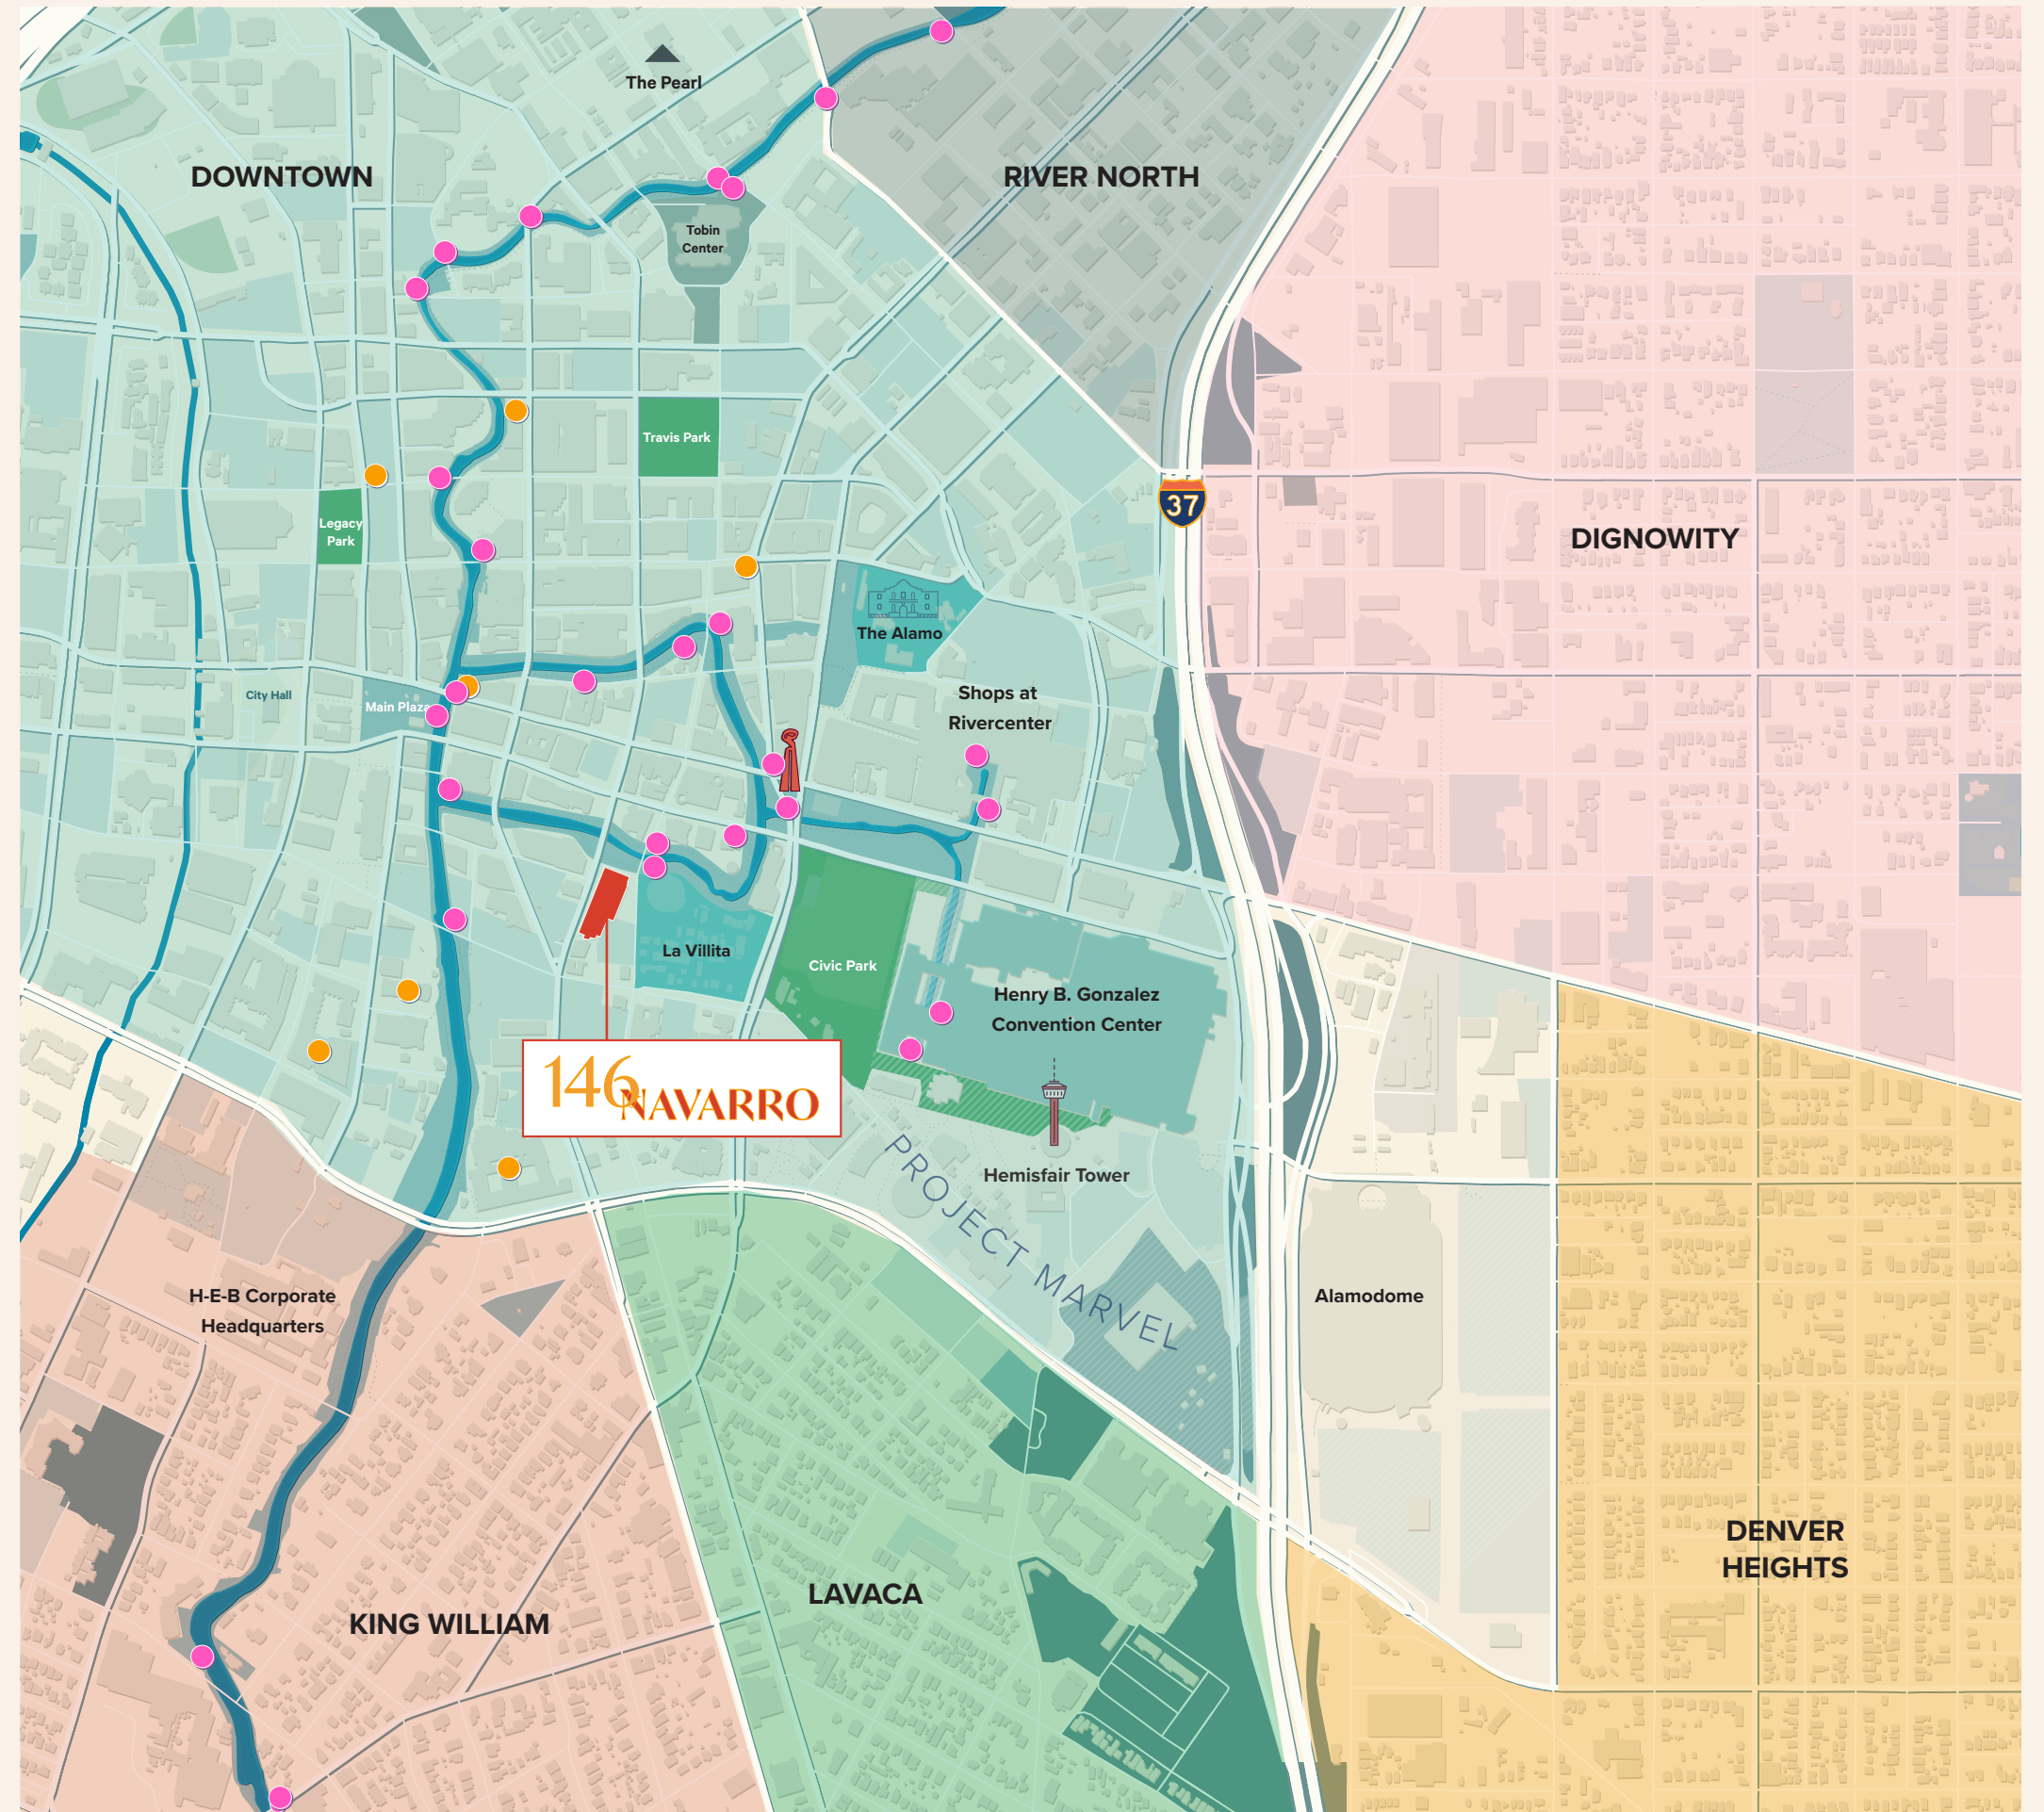 The Pearl
DOWNTOWN
RIVER NORTH
Tobin
Center
Travis Park
37
Legacy
Park
DIGNOWITY
The Alamo
City Hall
Main Plaza
Shops at
Rivercenter
La Villita
Civic Park
Henry B. Gonzalez
Convention Center
146
NAVARRO
Hemisfair Tower
PROJECT MARVEL
H-E-B Corporate
Headquarters
Alamodome
DENVER
HEIGHTS
LAVACA
KING WILLIAM